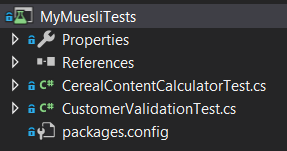 MyMuesliTests
Properties
References
C# CerealContentCalculatorTest.cs
C# CustomerValidationTest.cs
packages.config